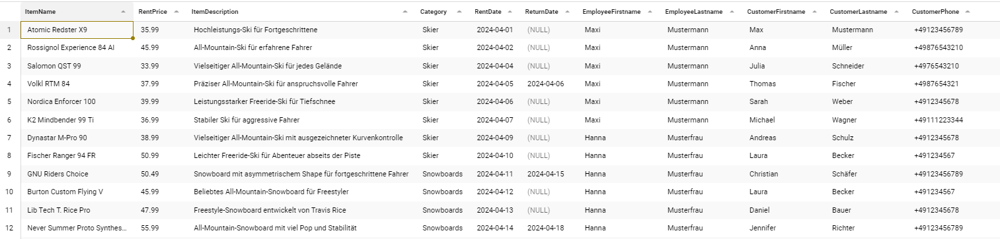 ItemName RentPrice ItemDescription Category RentDate ReturnDate EmployeeFirstname EmployeeLastname CustomerFirstname CustomerLastname CustomerPhone
1 Atomic Redster X9 35.99 Hochleistungs-Ski für Fortgeschrittene Skier 2024-04-01 (NULL) Maxi Mustermann Max Mustermann +49123456789
2 Rossignol Experience 84 AI 45.99 All-Mountain-Ski für erfahrene Fahrer Skier 2024-04-02 (NULL) Maxi Mustermann Anna Müller +49876543210
3 Salomon QST 99 33.99 Vielseitiger All-Mountain-Ski für jedes Gelände Skier 2024-04-04 (NULL) Maxi Mustermann Julia Schneider +4976543210
4 Volkl RTM 84 37.99 Präziser All-Mountain-Ski für anspruchsvolle Fahrer Skier 2024-04-05 2024-04-06 Maxi Mustermann Thomas Fischer +4987654321
5 Nordica Enforcer 100 39.99 Leistungsstarker Freeride-Ski für Tiefschnee Skier 2024-04-06 (NULL) Maxi Mustermann Sarah Weber +4912345678
6 K2 Mindbender 99 Ti 36.99 Stabiler Ski für aggressive Fahrer Skier 2024-04-07 (NULL) Maxi Mustermann Michael Wagner +49111223344
7 Dynastar M-Pro 90 38.99 Vielseitiger All-Mountain-Ski mit ausgezeichneter Kurvenkontrolle Skier 2024-04-09 (NULL) Hanna Musterfrau Andreas Schulz +4912345678
8 Fischer Ranger 94 FR 50.99 Leichter Freeride-Ski für Abenteuer abseits der Piste Skier 2024-04-10 (NULL) Hanna Musterfrau Laura Becker +491234567
9 GNU Riders Choice 50.49 Snowboard mit asymmetrischem Shape für fortgeschrittene Fahrer Snowboards 2024-04-11 2024-04-15 Hanna Musterfrau Christian Schäfer +49123456789
10 Burton Custom Flying V 45.99 Beliebtes All-Mountain-Snowboard für Freestyler Snowboards 2024-04-12 (NULL) Hanna Musterfrau Laura Becker +491234567
11 Lib Tech T. Rice Pro 47.99 Freestyle-Snowboard entwickelt von Travis Rice Snowboards 2024-04-13 (NULL) Hanna Musterfrau Daniel Bauer +4912345678
12 Never Summer Proto Synthes... 55.99 All-Mountain-Snowboard mit viel Pop und Stabilität Snowboards 2024-04-14 2024-04-18 Hanna Musterfrau Jennifer Richter +49123456789